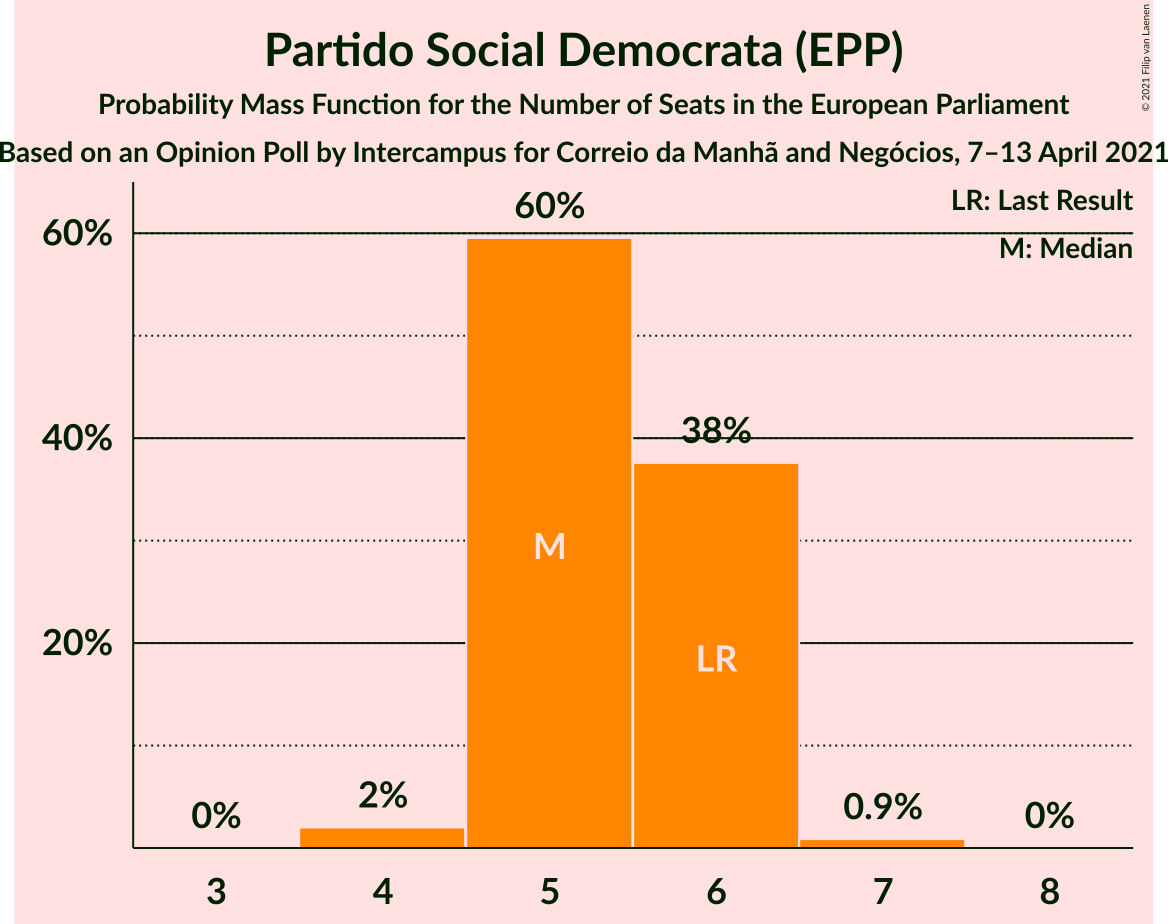 Partido Social Democrata (EPP)
Probability Mass Function for the Number of Seats in the European Parliament
Based on an Opinion Poll by Intercampus for Correio da Manhã and Negócios, 7–13 April 2021
© 2021 Filip van Laenen
LR: Last Result
M: Median
60%
40%
20%
0%
2%
60%
38%
0.9%
0%
M
LR
3
4
5
6
7
8